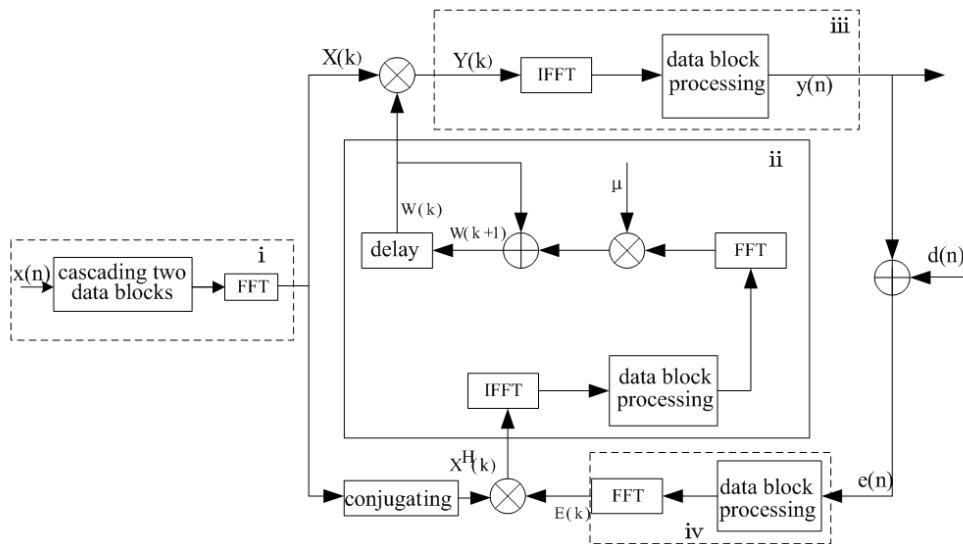 iii
X(k)
Y(k)
IFFT
data block
processing
y(n)
ii
μ
W(k)
W(k+1)
delay
FFT
d(n)
i
x(n)
cascading two
data blocks
FFT
IFFT
data block
processing
X^H(k)
e(n)
conjugating
E(k)
FFT
data block
processing
iv